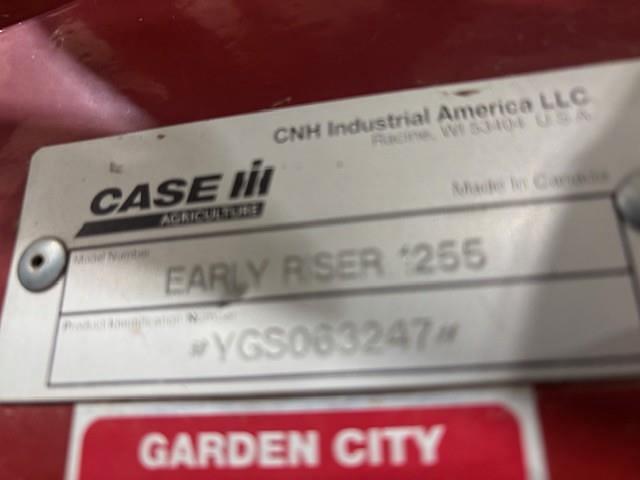 CNH Industrial America LLC
Racine, WI 53404 U.S.A.
CASE IH
AGRICULTURE
Made In Canada
Model Number
EARLY RISER 1255
Product Identification Number
*YGS063247*
GARDEN CITY